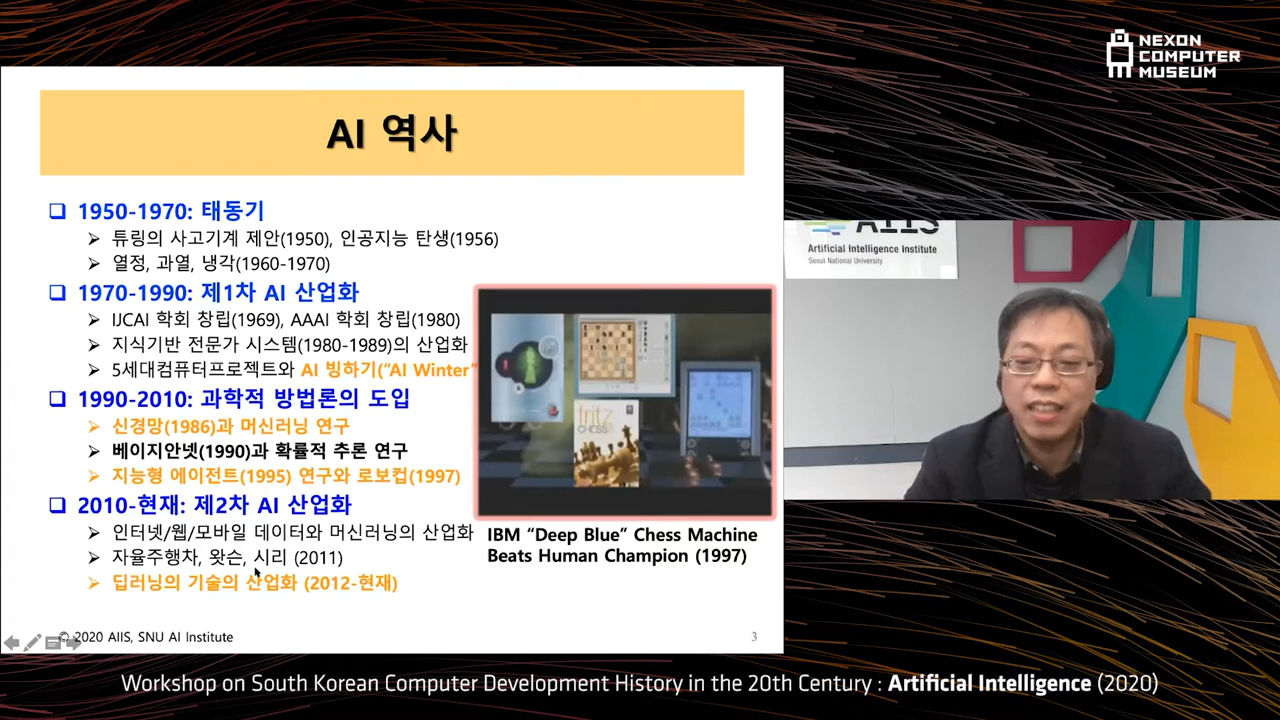 NEXON
COMPUTER
MUSEUM
AI 역사
1950-1970: 태동기
튜링의 사고기계 제안(1950), 인공지능 탄생(1956)
열정, 과열, 냉각(1960-1970)
1970-1990: 제1차 AI 산업화
IJCAI 학회 창립(1969), AAAI 학회 창립(1980)
지식기반 전문가 시스템(1980-1989)의 산업화
5세대컴퓨터프로젝트와 AI 빙하기("AI Winter"
1990-2010: 과학적 방법론의 도입
신경망(1986)과 머신러닝 연구
베이지안넷(1990)과 확률적 추론 연구
지능형 에이전트(1995) 연구와 로보컵(1997)
2010-현재: 제2차 AI 산업화
인터넷/웹/모바일 데이터와 머신러닝의 산업화
자율주행차, 왓슨, 시리 (2011)
딥러닝의 기술의 산업화 (2012-현재)
fritz
CHESS
IBM “Deep Blue” Chess Machine
Beats Human Champion (1997)
© 2020 AIIS, SNU AI Institute
3
AIIS
Artificial Intelligence Institute
Seoul National University
Workshop on South Korean Computer Development History in the 20th Century : Artificial Intelligence (2020)